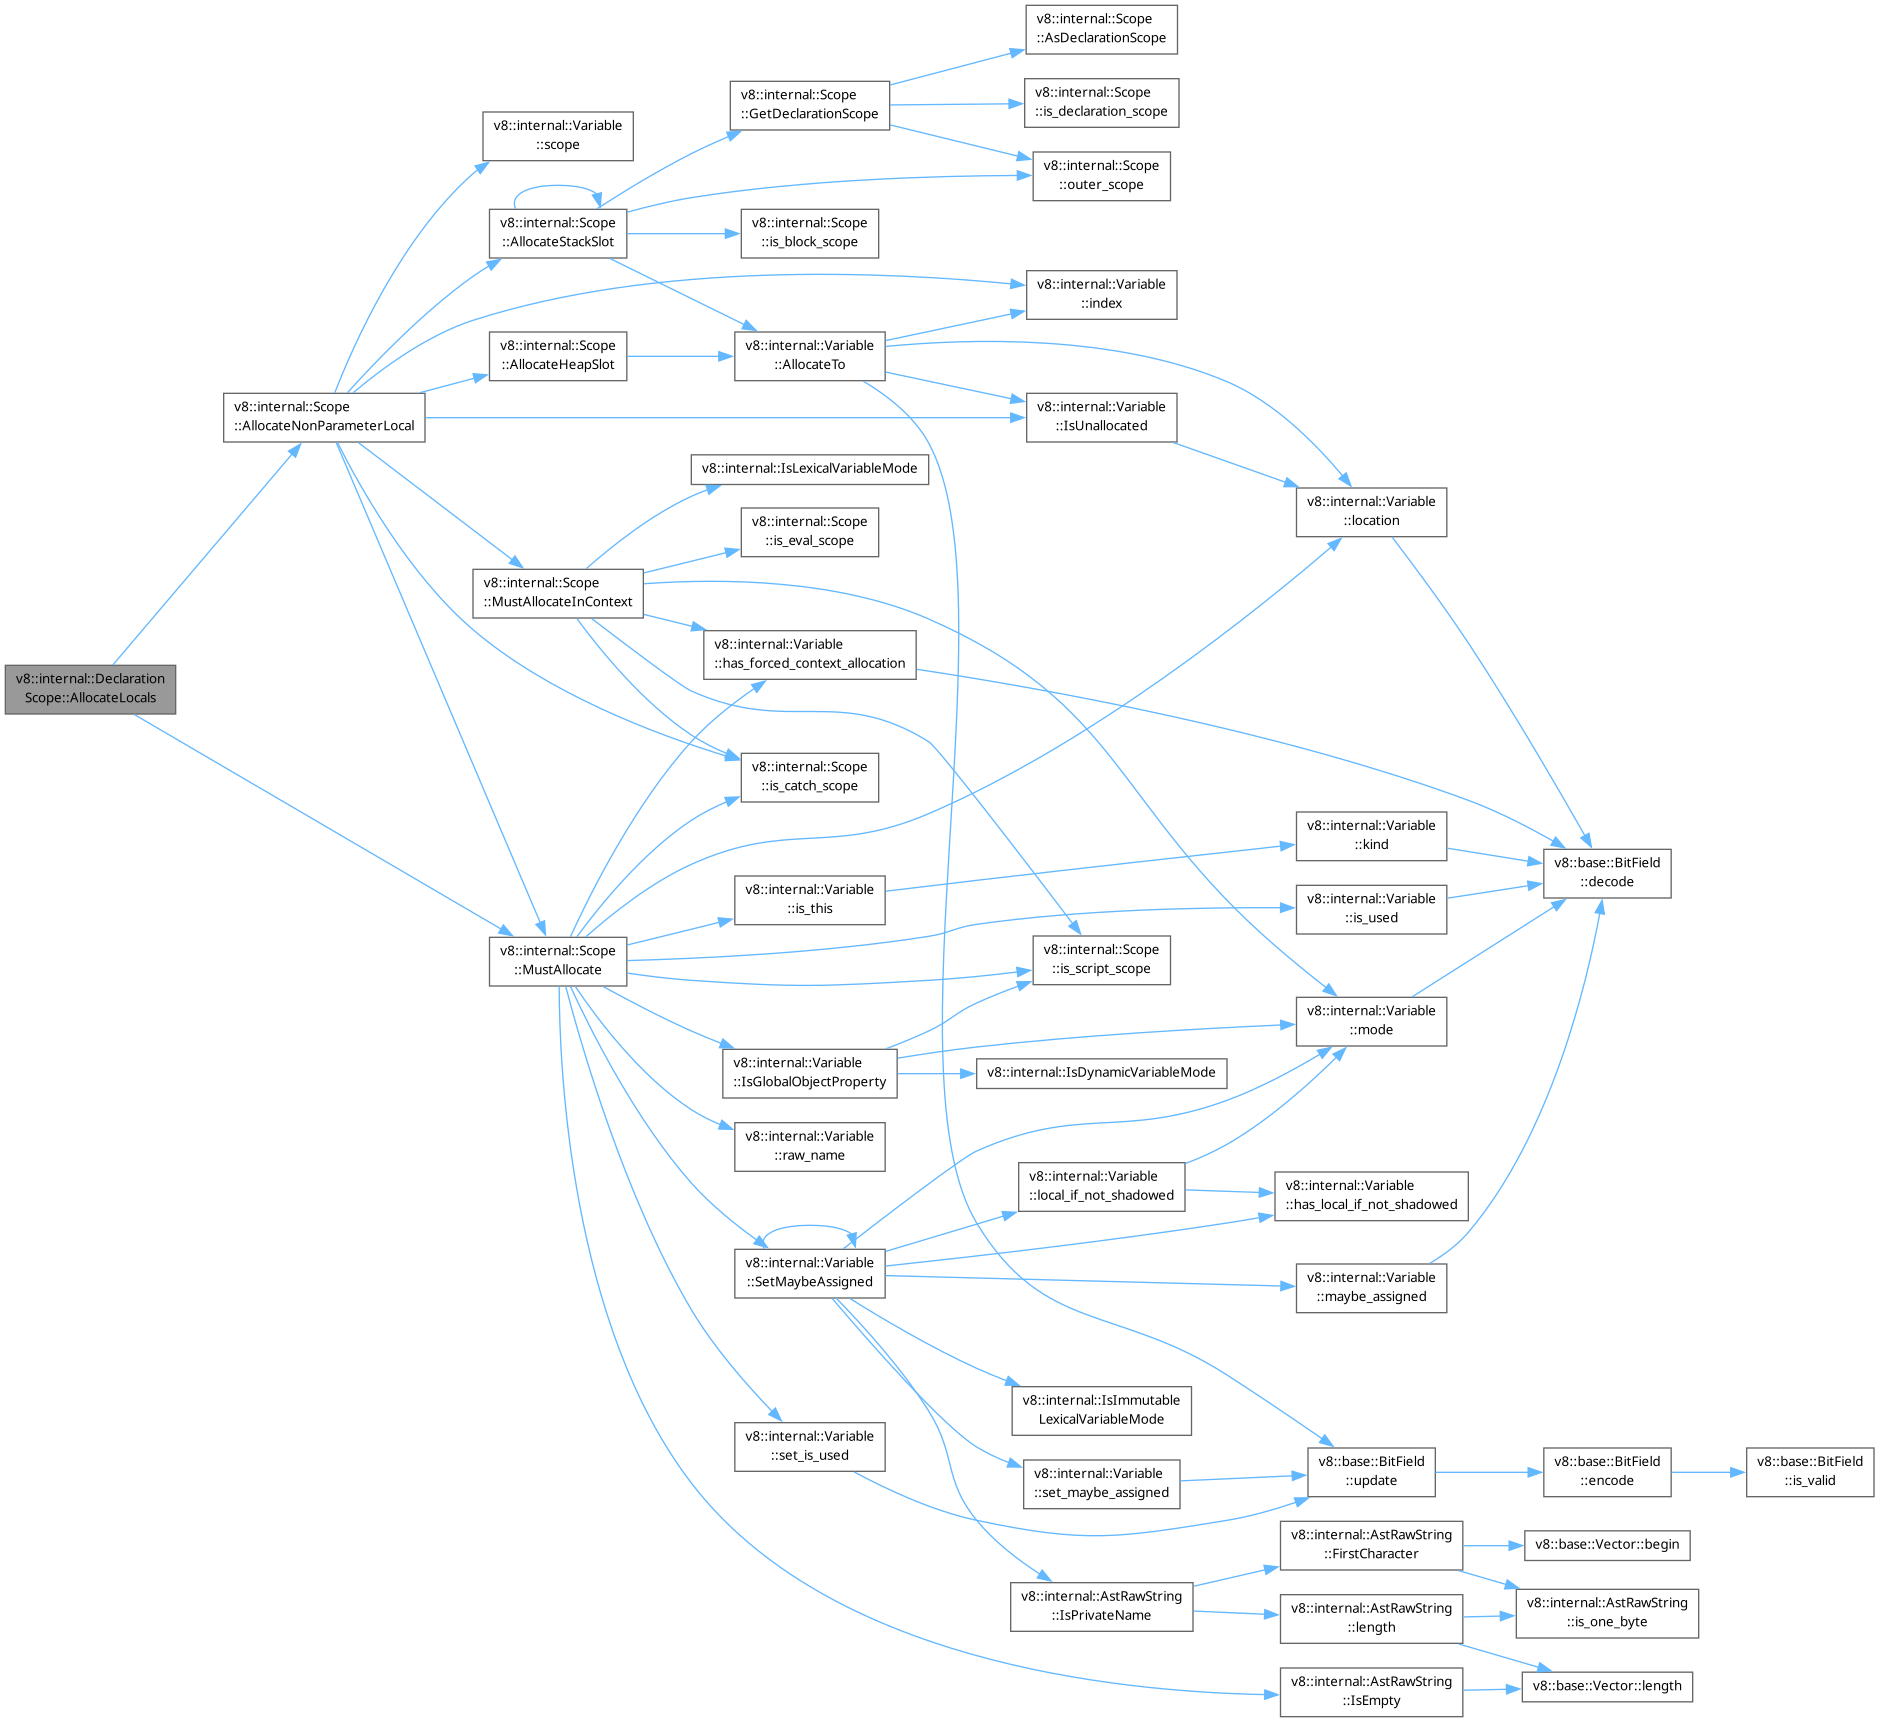 v8::internal::Declaration
Scope::AllocateLocals
v8::internal::Scope
::AllocateNonParameterLocal
v8::internal::Variable
::scope
v8::internal::Scope
::AllocateStackSlot
v8::internal::Scope
::AllocateHeapSlot
v8::internal::Scope
::MustAllocateInContext
v8::internal::Scope
::MustAllocate
v8::internal::Scope
::GetDeclarationScope
v8::internal::Scope
::is_block_scope
v8::internal::Variable
::AllocateTo
v8::internal::IsLexicalVariableMode
v8::internal::Scope
::is_eval_scope
v8::internal::Variable
::has_forced_context_allocation
v8::internal::Scope
::is_catch_scope
v8::internal::Variable
::is_this
v8::internal::Variable
::IsGlobalObjectProperty
v8::internal::Variable
::raw_name
v8::internal::Variable
::SetMaybeAssigned
v8::internal::Variable
::set_is_used
v8::internal::Scope
::AsDeclarationScope
v8::internal::Scope
::is_declaration_scope
v8::internal::Scope
::outer_scope
v8::internal::Variable
::index
v8::internal::Variable
::IsUnallocated
v8::internal::Scope
::is_script_scope
v8::internal::IsDynamicVariableMode
v8::internal::Variable
::local_if_not_shadowed
v8::internal::IsImmutable
LexicalVariableMode
v8::internal::Variable
::set_maybe_assigned
v8::internal::AstRawString
::IsPrivateName
v8::internal::Variable
::location
v8::internal::Variable
::kind
v8::internal::Variable
::is_used
v8::internal::Variable
::mode
v8::internal::Variable
::has_local_if_not_shadowed
v8::internal::Variable
::maybe_assigned
v8::base::BitField
::update
v8::internal::AstRawString
::FirstCharacter
v8::internal::AstRawString
::length
v8::internal::AstRawString
::IsEmpty
v8::base::BitField
::decode
v8::base::BitField
::encode
v8::base::Vector::begin
v8::internal::AstRawString
::is_one_byte
v8::base::Vector::length
v8::base::BitField
::is_valid